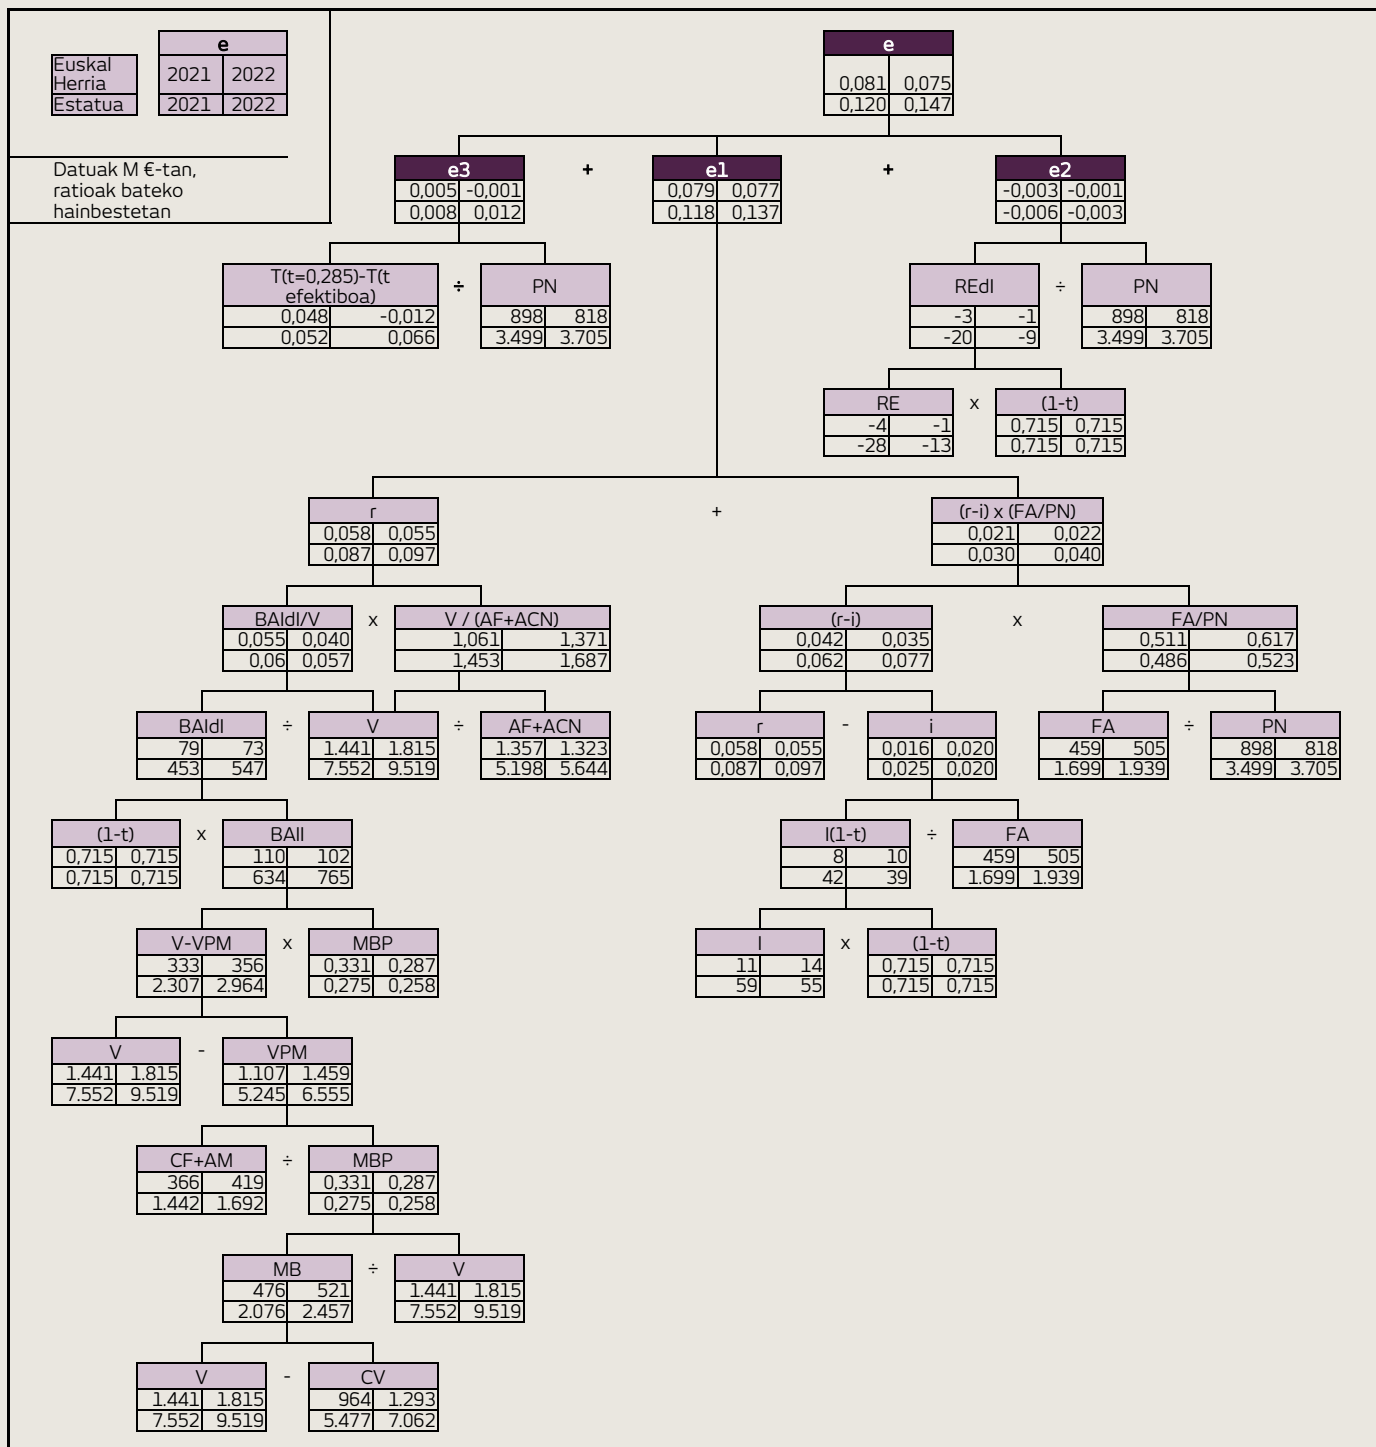 e
e
Euskal
Herria
2021 2022
0,081 0,075
Estatua
2021 2022
0,120 0,147
Datuak M €-tan,
ratioak bateko
hainbestetan
e3 + e1 + e2
0,005 -0,001 0,079 0,077 -0,003 -0,001
0,008 0,012 0,118 0,137 -0,006 -0,003
T(t=0,285)-T(t
efektiboa)
÷ PN REdI ÷ PN
0,048 -0,012 898 818 -3 -1 898 818
0,052 0,066 3.499 3.705 -20 -9 3.499 3.705
RE x (1-t)
-4 -1 0,715 0,715
-28 -13 0,715 0,715
r + (r-i) x (FA/PN)
0,058 0,055 0,021 0,022
0,087 0,097 0,030 0,040
BAIdI/V x V / (AF+ACN) (r-i) x FA/PN
0,055 0,040 1,061 1,371 0,042 0,035 0,511 0,617
0,06 0,057 1,453 1,687 0,062 0,077 0,486 0,523
BAIdI ÷ V ÷ AF+ACN r - i FA ÷ PN
79 73 1.441 1.815 1.357 1.323 0,058 0,055 0,016 0,020 459 505 898 818
453 547 7.552 9.519 5.198 5.644 0,087 0,097 0,025 0,020 1.699 1.939 3.499 3.705
(1-t) x BAII I(1-t) ÷ FA
0,715 0,715 110 102 8 10 459 505
0,715 0,715 634 765 42 39 1.699 1.939
V-VPM x MBP I x (1-t)
333 356 0,331 0,287 11 14 0,715 0,715
2.307 2.964 0,275 0,258 59 55 0,715 0,715
V - VPM
1.441 1.815 1.107 1.459
7.552 9.519 5.245 6.555
CF+AM ÷ MBP
366 419 0,331 0,287
1.442 1.692 0,275 0,258
MB ÷ V
476 521 1.441 1.815
2.076 2.457 7.552 9.519
V - CV
1.441 1.815 964 1.293
7.552 9.519 5.477 7.062